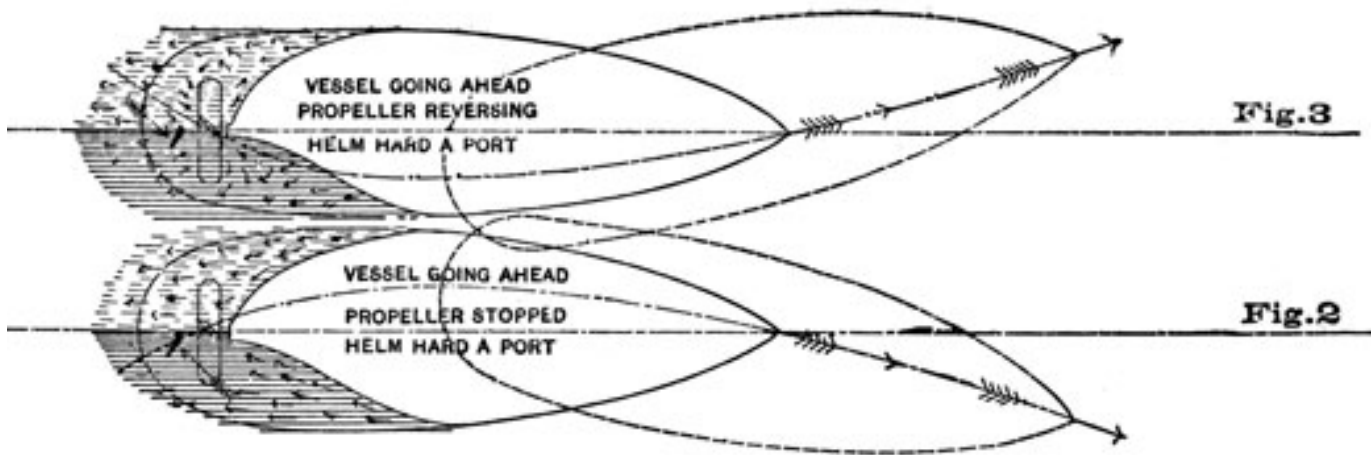 VESSEL GOING AHEAD
PROPELLER REVERSING
HELM HARD A PORT
Fig.3
VESSEL GOING AHEAD
PROPELLER STOPPED
HELM HARD A PORT
Fig.2